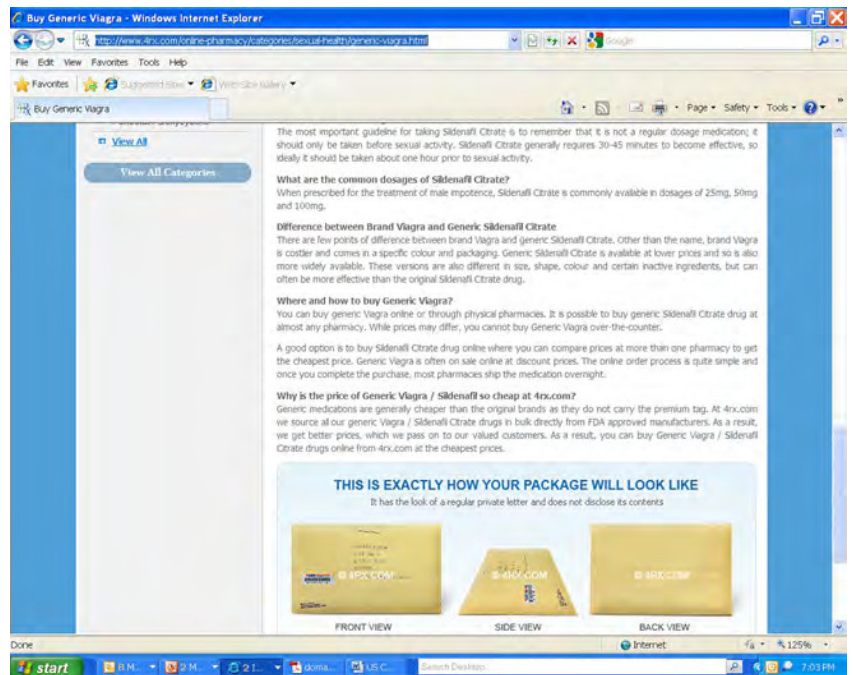 Buy Generic Viagra - Windows Internet Explorer
http://www.4rx.com/online-pharmacy/categories/sexual-health/generic-viagra.html
Google
File Edit View Favorites Tools Help
Favorites Suggested Sites Web Slice Gallery
Buy Generic Viagra
Page Safety Tools
View All
View All Categories
The most important guideline for taking Sildenafil Citrate is to remember that it is not a regular dosage medication; it
should only be taken before sexual activity. Sildenafil Citrate generally requires 30-45 minutes to become effective, so
ideally it should be taken about one hour prior to sexual activity.
What are the common dosages of Sildenafil Citrate?
When prescribed for the treatment of male impotence, Sildenafil Citrate is commonly available in dosages of 25mg, 50mg
and 100mg.
Difference between Brand Viagra and Generic Sildenafil Citrate
There are few points of difference between brand Viagra and generic Sildenafil Citrate. Other than the name, brand Viagra
is costlier and comes in a specific colour and packaging. Generic Sildenafil Citrate is available at lower prices and so is also
more widely available. These versions are also different in size, shape, colour and certain inactive ingredients, but can
often be more effective than the original Sildenafil Citrate drug.
Where and how to buy Generic Viagra?
You can buy generic Viagra online or through physical pharmacies. It is possible to buy generic Sildenafil Citrate drug at
almost any pharmacy. While prices may differ, you cannot buy Generic Viagra over-the-counter.
A good option is to buy Sildenafil Citrate drug online where you can compare prices at more than one pharmacy to get
the cheapest price. Generic Viagra is often on sale online at discount prices. The online order process is quite simple and
once you complete the purchase, most pharmacies ship the medication overnight.
Why is the price of Generic Viagra / Sildenafil so cheap at 4rx.com?
Generic medications are generally cheaper than the original brands as they do not carry the premium tag. At 4rx.com
we source all our generic Viagra / Sildenafil Citrate drugs in bulk directly from FDA approved manufacturers. As a result,
we get better prices, which we pass on to our valued customers. As a result, you can buy Generic Viagra / Sildenafil
Citrate drugs online from 4rx.com at the cheapest prices.
THIS IS EXACTLY HOW YOUR PACKAGE WILL LOOK LIKE
It has the look of a regular private letter and does not disclose its contents
© 4RX.COM © 4RX.COM © 4RX.COM
FRONT VIEW SIDE VIEW BACK VIEW
Done Internet 125%
start 8 M... 2 M... 2 I... doma... US C... Search Desktop 7:03 PM